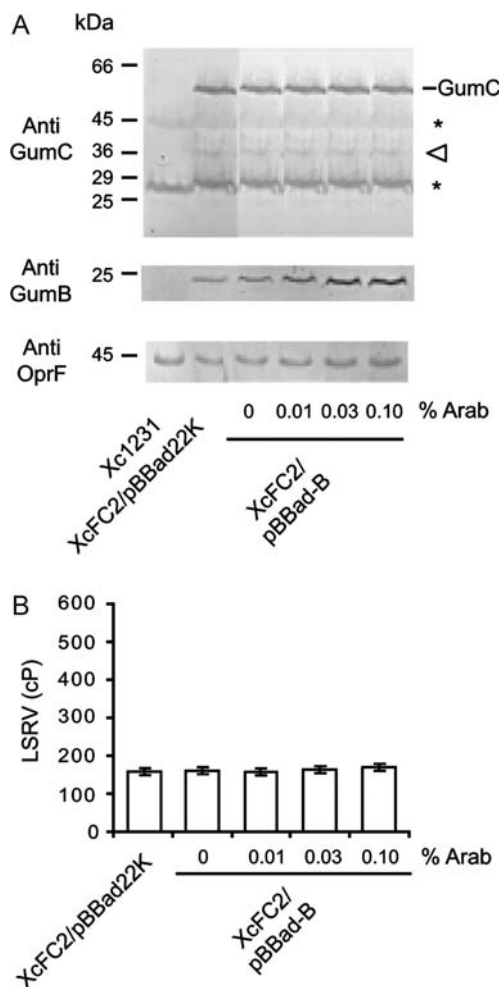 A
kDa
66
GumC
45
*
Anti
GumC
36
29
*
25
Anti
GumB
25
Anti
OprF
45
0 0.01 0.03 0.10 % Arab
Xc1231
XcFC2/pBBad22K
XcFC2/
pBBad-B
B
600
500
400
300
200
100
0
LSRV (cP)
0 0.01 0.03 0.10 % Arab
XcFC2/pBBad22K
XcFC2/
pBBad-B